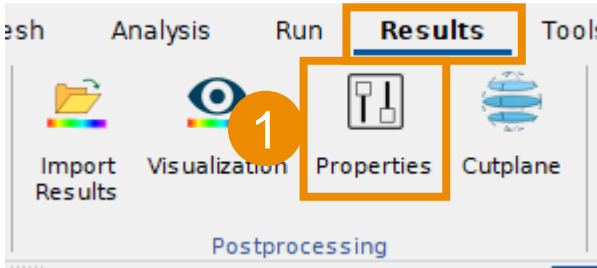 esh Analysis Run Results Tools
1
Import Visualization Properties Cutplane
Results
Postprocessing